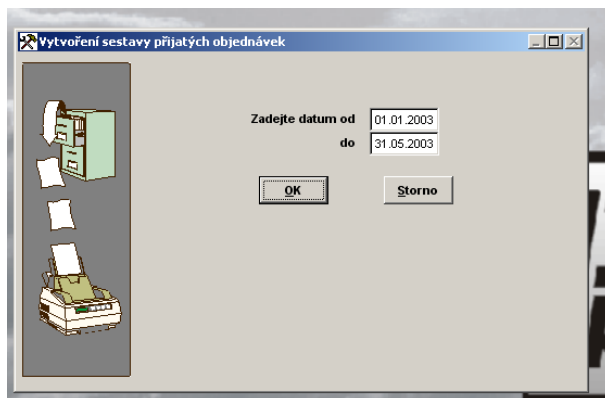 Vytvoření sestavy přijatých objednávek
Zadejte datum od 01.01.2003
do 31.05.2003
OK Storno